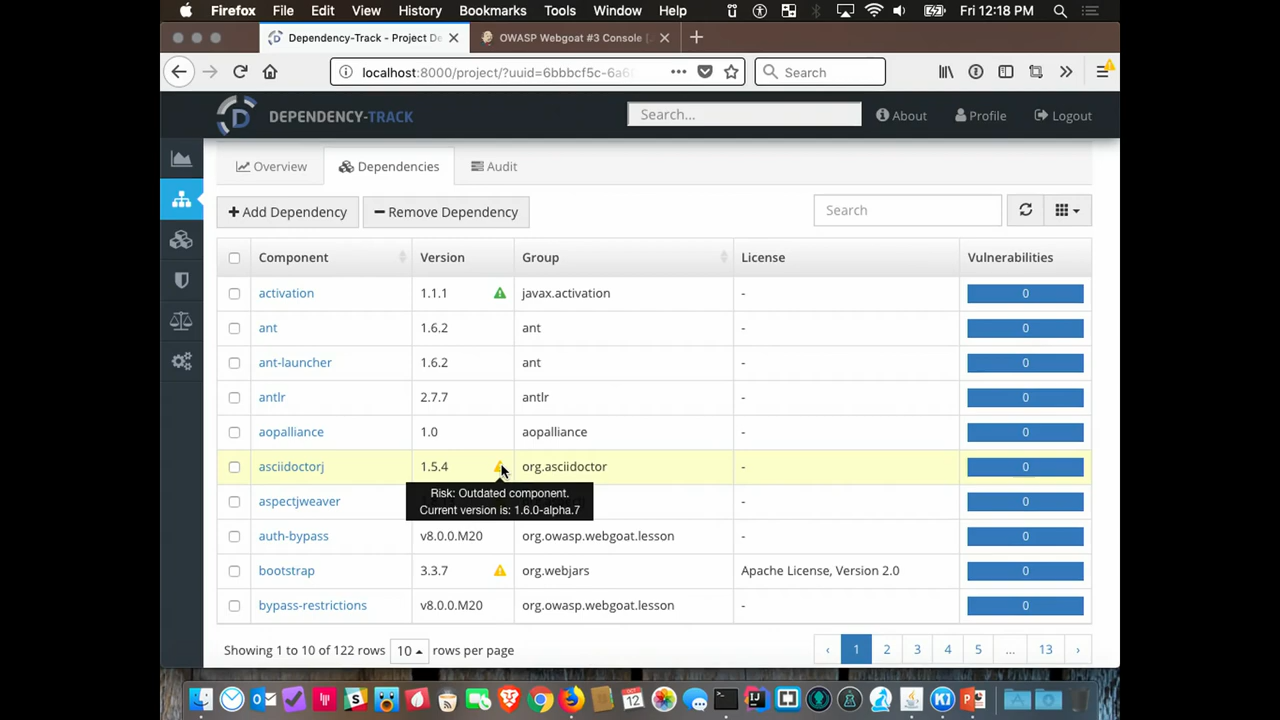 Firefox File Edit View History Bookmarks Tools Window Help Fri 12:18 PM
Dependency-Track - Project De OWASP Webgoat #3 Console [
localhost:8000/project/?uuid=6bbbcf5c-6a6 Search
DEPENDENCY-TRACK Search... About Profile Logout
Overview Dependencies Audit
Add Dependency Remove Dependency Search
Component Version Group License Vulnerabilities
activation 1.1.1 javax.activation - 0
ant 1.6.2 ant - 0
ant-launcher 1.6.2 ant - 0
antlr 2.7.7 antlr - 0
aopalliance 1.0 aopalliance - 0
asciidoctorj 1.5.4 org.asciidoctor - 0
Risk: Outdated component.
Current version is: 1.6.0-alpha.7
aspectjweaver - 0
auth-bypass v8.0.0.M20 org.owasp.webgoat.lesson - 0
bootstrap 3.3.7 org.webjars Apache License, Version 2.0 0
bypass-restrictions v8.0.0.M20 org.owasp.webgoat.lesson - 0
Showing 1 to 10 of 122 rows 10 rows per page ‹ 1 2 3 4 5 ... 13 ›